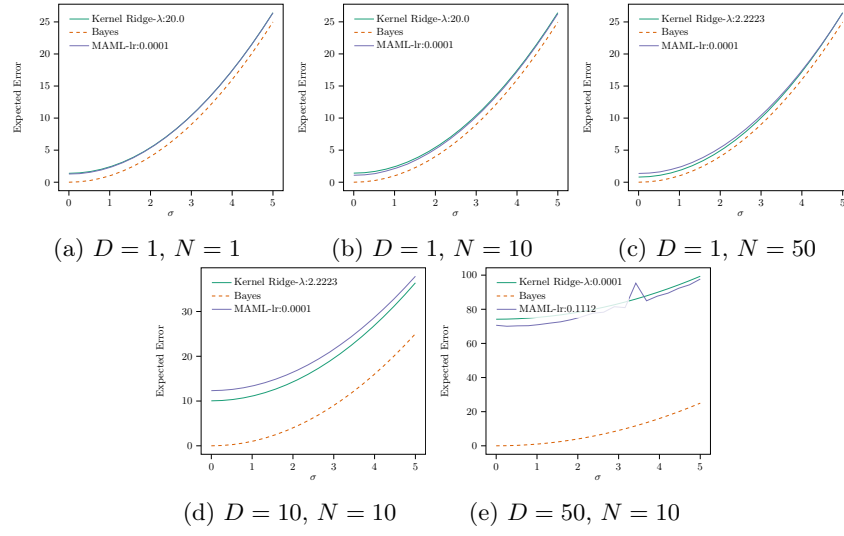 Kernel Ridge-λ:20.0
Bayes
MAML-lr:0.0001
Expected Error
25
20
15
10
5
0
0 1 2 3 4 5
σ
(a) D = 1, N = 1
Kernel Ridge-λ:20.0
Bayes
MAML-lr:0.0001
Expected Error
25
20
15
10
5
0
0 1 2 3 4 5
σ
(b) D = 1, N = 10
Kernel Ridge-λ:2.2223
Bayes
MAML-lr:0.0001
Expected Error
25
20
15
10
5
0
0 1 2 3 4 5
σ
(c) D = 1, N = 50
Kernel Ridge-λ:2.2223
Bayes
MAML-lr:0.0001
Expected Error
30
20
10
0
0 1 2 3 4 5
σ
(d) D = 10, N = 10
Kernel Ridge-λ:0.0001
Bayes
MAML-lr:0.1112
Expected Error
100
80
60
40
20
0
0 1 2 3 4 5
σ
(e) D = 50, N = 10